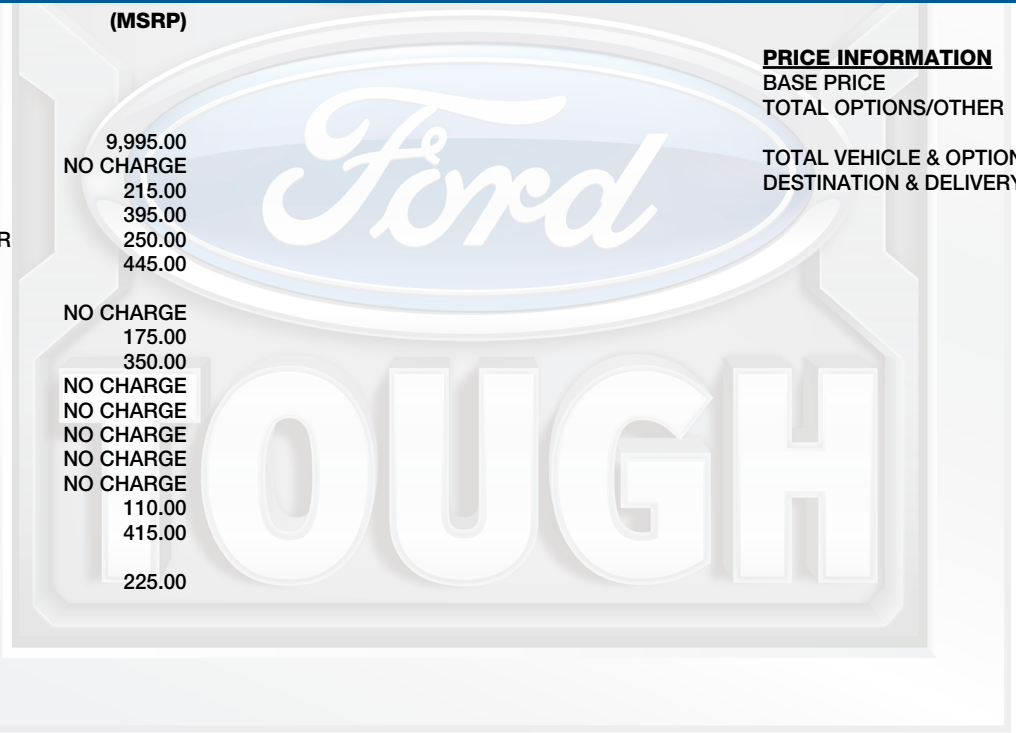 (MSRP)
9,995.00
NO CHARGE
215.00
395.00
R 250.00
445.00
NO CHARGE
175.00
350.00
NO CHARGE
NO CHARGE
NO CHARGE
NO CHARGE
NO CHARGE
110.00
415.00
225.00
PRICE INFORMATION
BASE PRICE
TOTAL OPTIONS/OTHER
TOTAL VEHICLE & OPTION
DESTINATION & DELIVERY
Ford
TOUGH